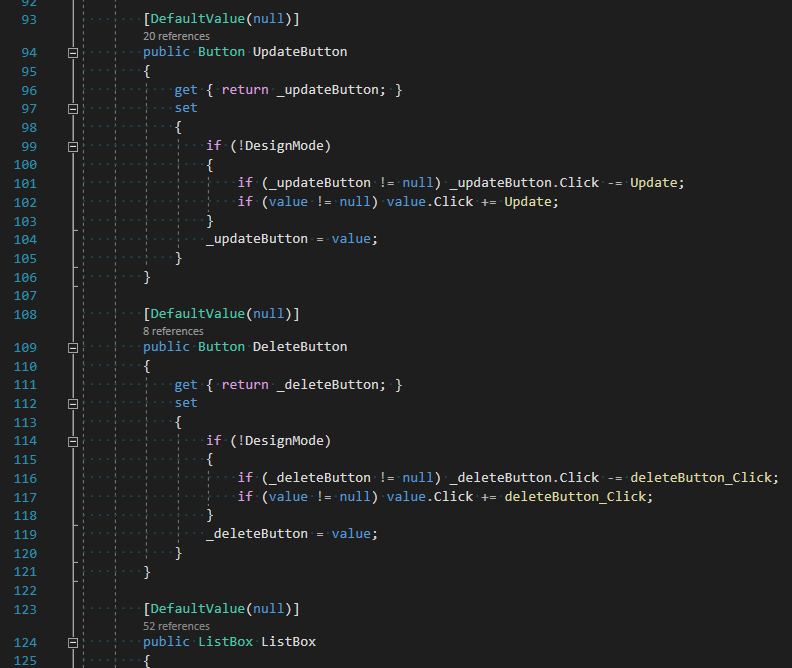 92
93 [DefaultValue(null)]
20 references
94 public Button UpdateButton
95 {
96 get { return _updateButton; }
97 set
98 {
99 if (!DesignMode)
100 {
101 if (_updateButton != null) _updateButton.Click -= Update;
102 if (value != null) value.Click += Update;
103 }
104 _updateButton = value;
105 }
106 }
107
108 [DefaultValue(null)]
8 references
109 public Button DeleteButton
110 {
111 get { return _deleteButton; }
112 set
113 {
114 if (!DesignMode)
115 {
116 if (_deleteButton != null) _deleteButton.Click -= deleteButton_Click;
117 if (value != null) value.Click += deleteButton_Click;
118 }
119 _deleteButton = value;
120 }
121 }
122
123 [DefaultValue(null)]
52 references
124 public ListBox ListBox
125 {